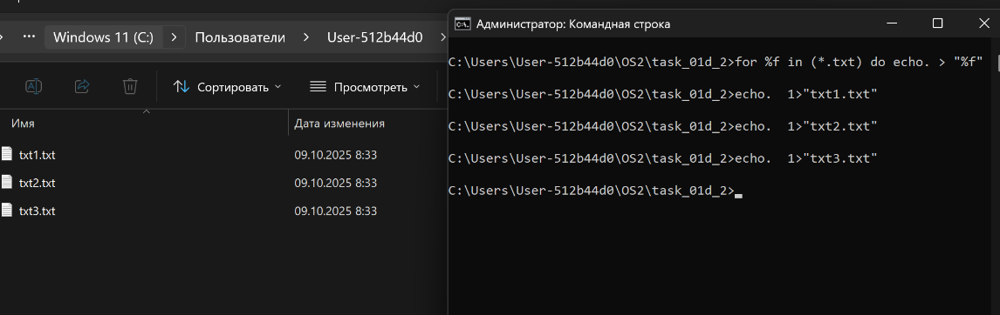 ... Windows 11 (C:) > Пользователи > User-512b44d0 >
Сортировать Просмотреть
Имя Дата изменения
txt1.txt 09.10.2025 8:33
txt2.txt 09.10.2025 8:33
txt3.txt 09.10.2025 8:33
Администратор: Командная строка
C:\Users\User-512b44d0\OS2\task_01d_2>for %f in (*.txt) do echo. > "%f"
C:\Users\User-512b44d0\OS2\task_01d_2>echo.  1>"txt1.txt"
C:\Users\User-512b44d0\OS2\task_01d_2>echo.  1>"txt2.txt"
C:\Users\User-512b44d0\OS2\task_01d_2>echo.  1>"txt3.txt"
C:\Users\User-512b44d0\OS2\task_01d_2>